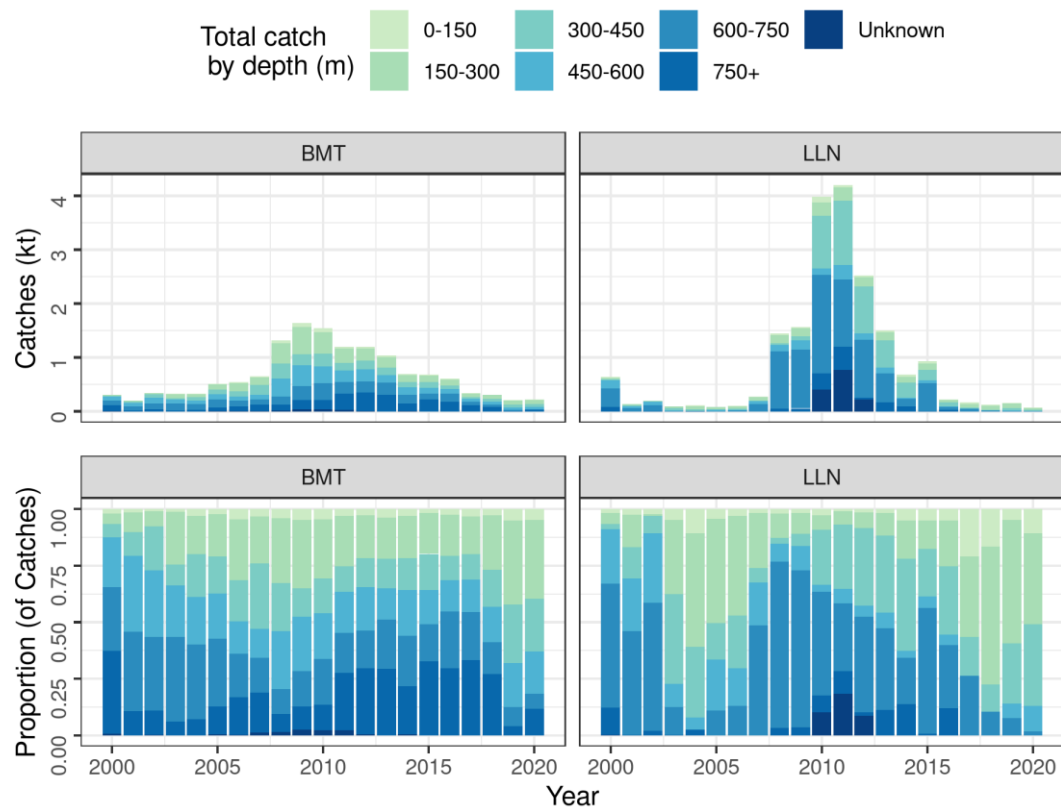 Total catch
by depth (m)
0-150
300-450
600-750
Unknown
150-300
450-600
750+
BMT
LLN
Catches (kt)
4
3
2
1
0
BMT
LLN
Proportion (of Catches)
1.00
0.75
0.50
0.25
0.00
2000
2005
2010
2015
2020
2000
2005
2010
2015
2020
Year